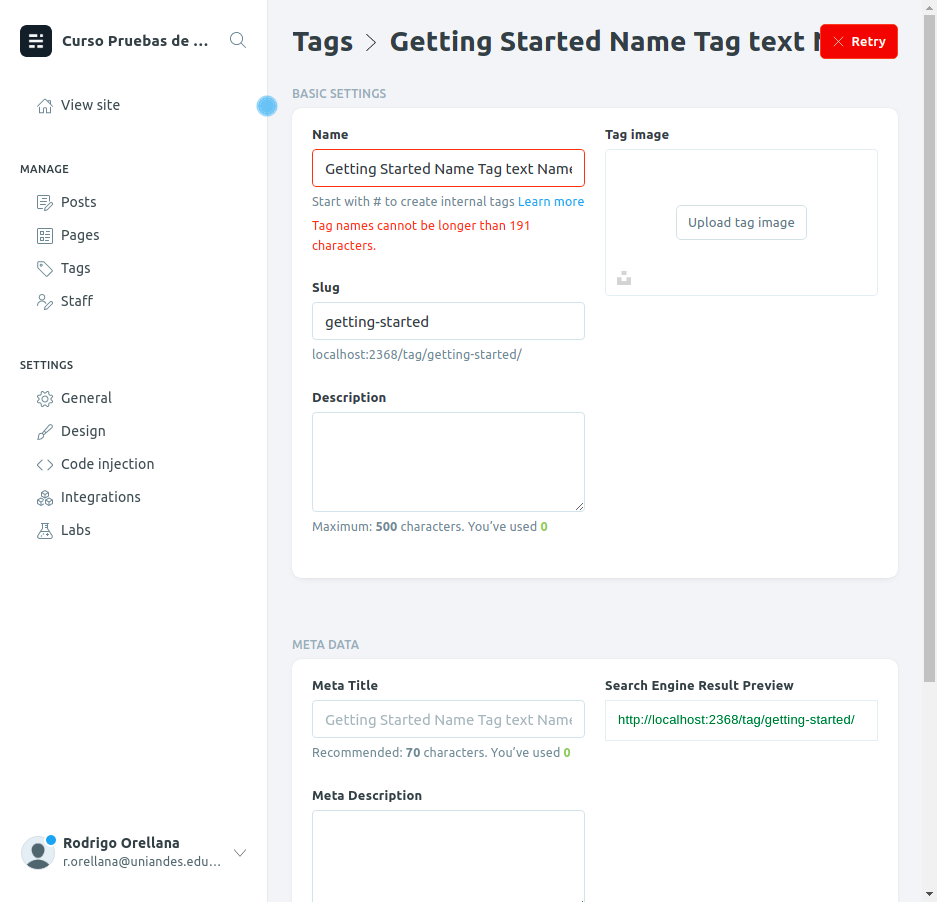 Curso Pruebas de ...
Tags > Getting Started Name Tag text
Retry
View site
BASIC SETTINGS
Name
Getting Started Name Tag text Name
Start with # to create internal tags Learn more
Tag names cannot be longer than 191
characters.
Tag image
Upload tag image
Slug
getting-started
localhost:2368/tag/getting-started/
Description
Maximum: 500 characters. You’ve used 0
MANAGE
Posts
Pages
Tags
Staff
SETTINGS
General
Design
Code injection
Integrations
Labs
META DATA
Meta Title
Getting Started Name Tag text Name
Recommended: 70 characters. You’ve used 0
Search Engine Result Preview
http://localhost:2368/tag/getting-started/
Meta Description
Rodrigo Orellana
r.orellana@uniandes.edu...